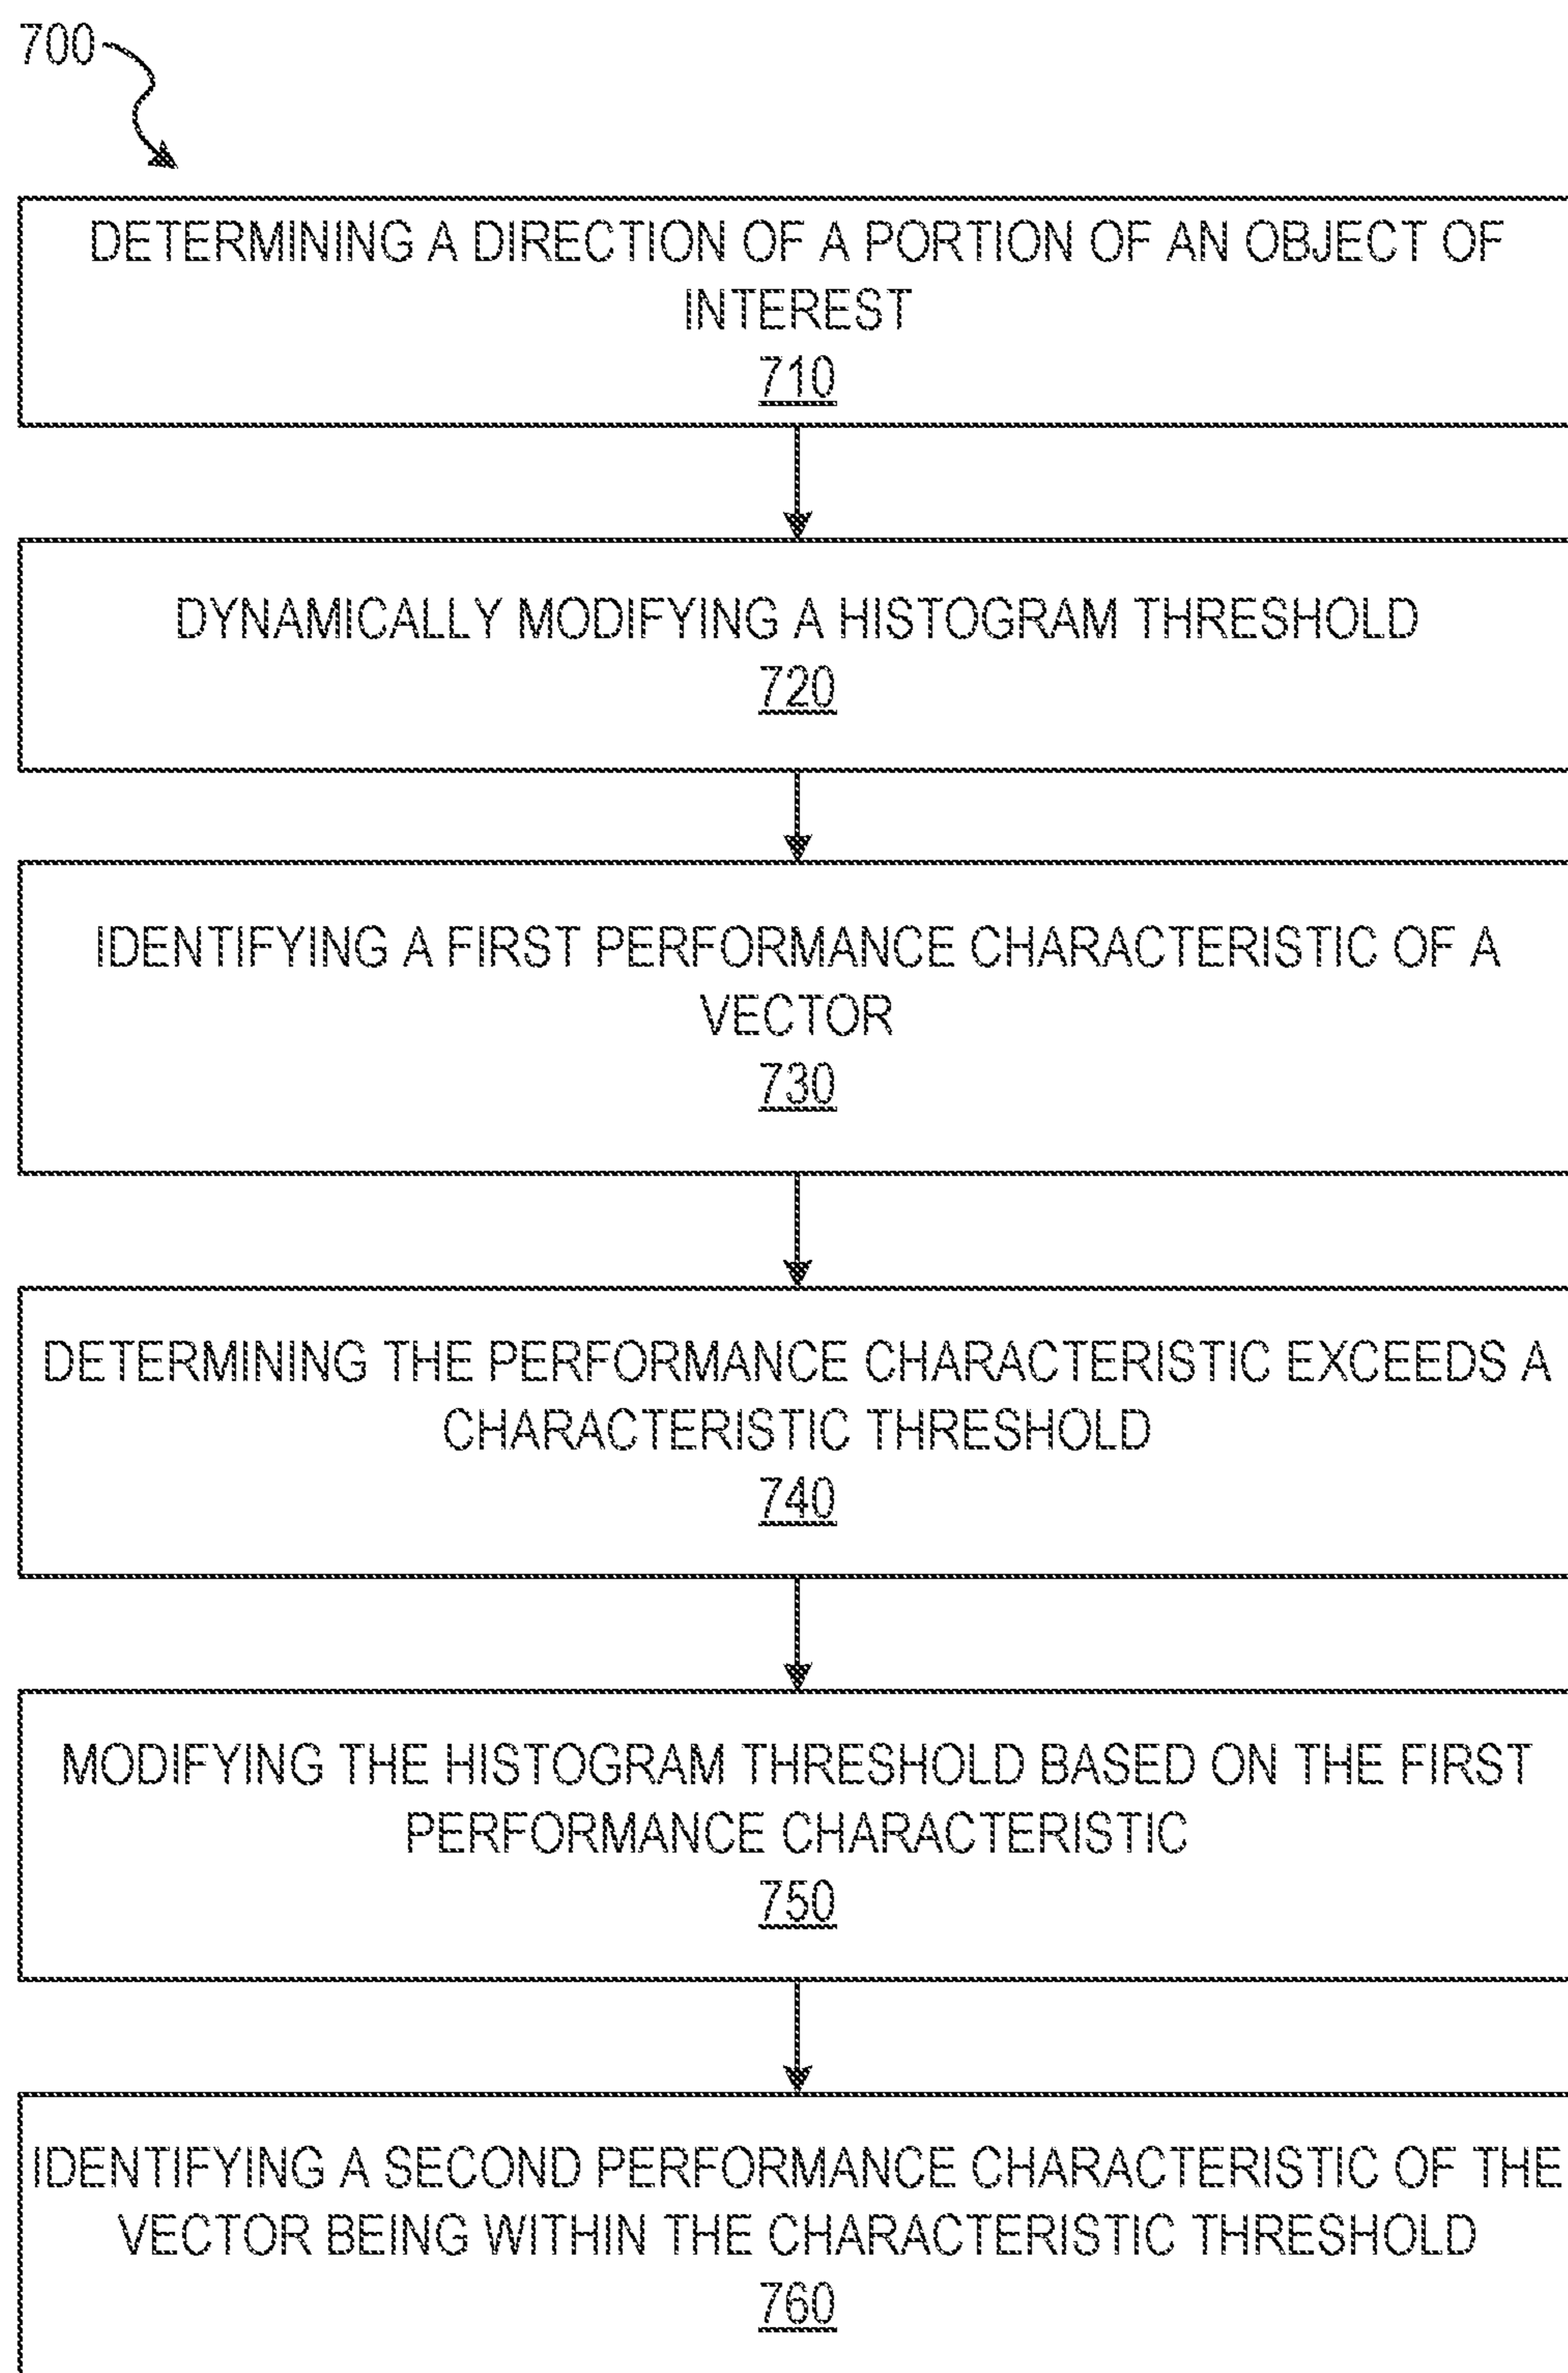 700
DETERMINING A DIRECTION OF A PORTION OF AN OBJECT OF
INTEREST
710
DYNAMICALLY MODIFYING A HISTOGRAM THRESHOLD
720
IDENTIFYING A FIRST PERFORMANCE CHARACTERISTIC OF A
VECTOR
730
DETERMINING THE PERFORMANCE CHARACTERISTIC EXCEEDS A
CHARACTERISTIC THRESHOLD
740
MODIFYING THE HISTOGRAM THRESHOLD BASED ON THE FIRST
PERFORMANCE CHARACTERISTIC
750
IDENTIFYING A SECOND PERFORMANCE CHARACTERISTIC OF THE
VECTOR BEING WITHIN THE CHARACTERISTIC THRESHOLD
760